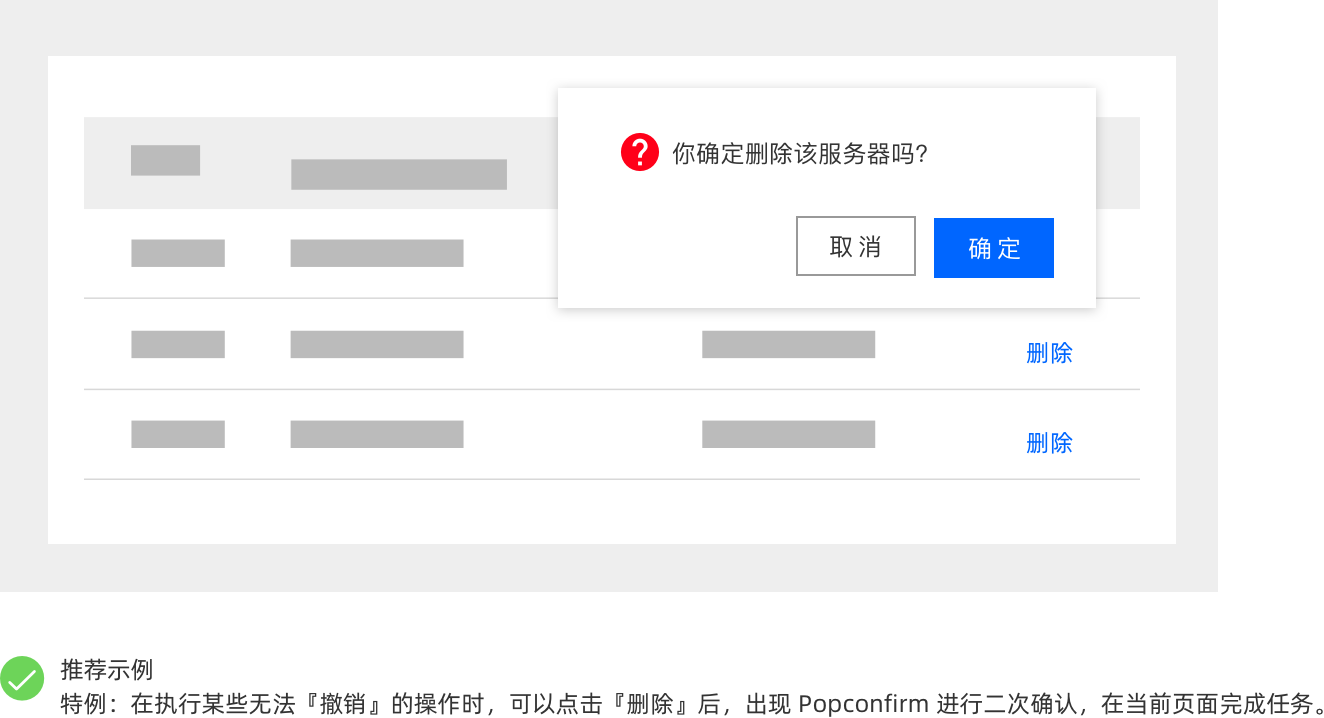 你确定删除该服务器吗?
取 消
确 定
删除
删除
推荐示例
特例：在执行某些无法『撤销』的操作时，可以点击『删除』后，出现 Popconfirm 进行二次确认，在当前页面完成任务。